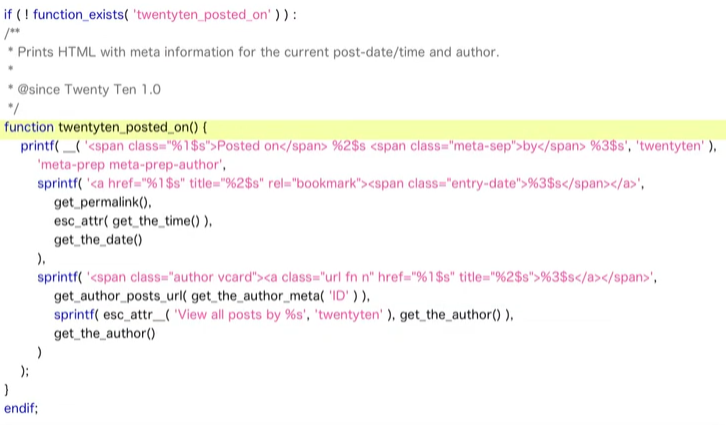 if ( ! function_exists( 'twentyten_posted_on' ) ) :
/**
* Prints HTML with meta information for the current post-date/time and author.
*
* @since Twenty Ten 1.0
*/
function twentyten_posted_on() {
printf( __( '<span class="%1$s">Posted on</span> %2$s <span class="meta-sep">by</span> %3$s', 'twentyten' ),
'meta-prep meta-prep-author',
sprintf( '<a href="%1$s" title="%2$s" rel="bookmark"><span class="entry-date">%3$s</span></a>',
get_permalink(),
esc_attr( get_the_time() ),
get_the_date()
),
sprintf( '<span class="author vcard"><a class="url fn n" href="%1$s" title="%2$s">%3$s</a></span>',
get_author_posts_url( get_the_author_meta( 'ID' ) ),
sprintf( esc_attr__( 'View all posts by %s', 'twentyten' ), get_the_author() ),
get_the_author()
)
);
}
endif;